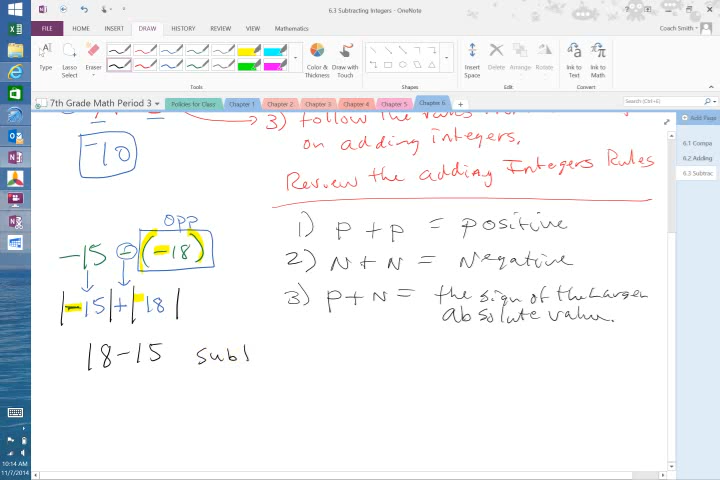 6.3 Subtracting Integers - OneNote
FILE HOME INSERT DRAW HISTORY REVIEW VIEW Mathematics
Coach Smith
Type Lasso Select Panning Hand Eraser
Color & Thickness Draw with Touch
Insert Space Delete Arrange Rotate
Ink to Text Ink to Math
Tools Shapes Edit Convert
7th Grade Math Period 3 Policies for Class Chapter 1 Chapter 2 Chapter 3 Chapter 4 Chapter 5 Chapter 6 +
Search (Ctrl+E)
Add Page
6.1 Compa
6.2 Adding
6.3 Subtrac
3) follow the rules
on adding integers.
Review the adding Integers Rules
-10
1) P + P = positive
2) N + N = Negative
3) P + N = the sign of the Larger
absolute value.
opp
-15 - (-18)
|-15| + |-18|
18-15 subt
10:14 AM
11/7/2014